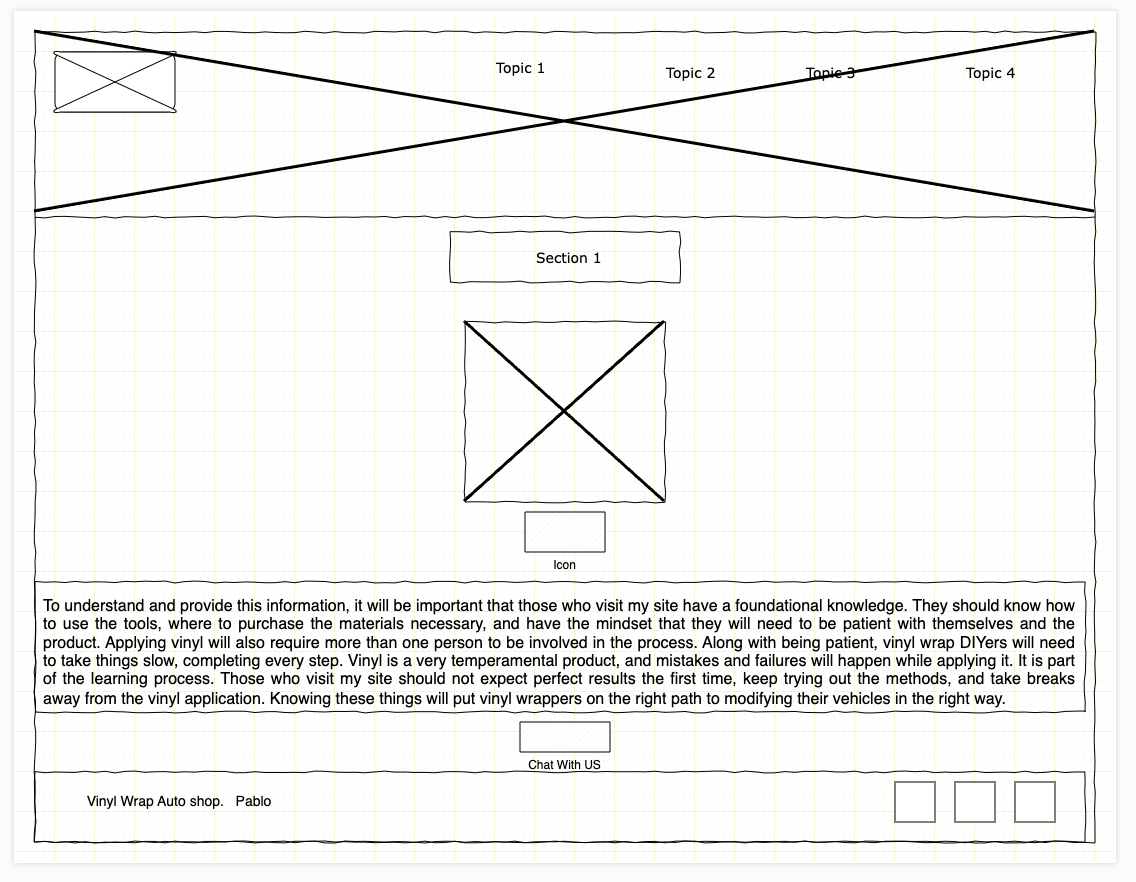 Topic 1
Topic 2
Topic 3
Topic 4
Section 1
Icon
To understand and provide this information, it will be important that those who visit my site have a foundational knowledge. They should know how
to use the tools, where to purchase the materials necessary, and have the mindset that they will need to be patient with themselves and the
product. Applying vinyl will also require more than one person to be involved in the process. Along with being patient, vinyl wrap DIYers will need
to take things slow, completing every step. Vinyl is a very temperamental product, and mistakes and failures will happen while applying it. It is part
of the learning process. Those who visit my site should not expect perfect results the first time, keep trying out the methods, and take breaks
away from the vinyl application. Knowing these things will put vinyl wrappers on the right path to modifying their vehicles in the right way.
Chat With US
Vinyl Wrap Auto shop.   Pablo